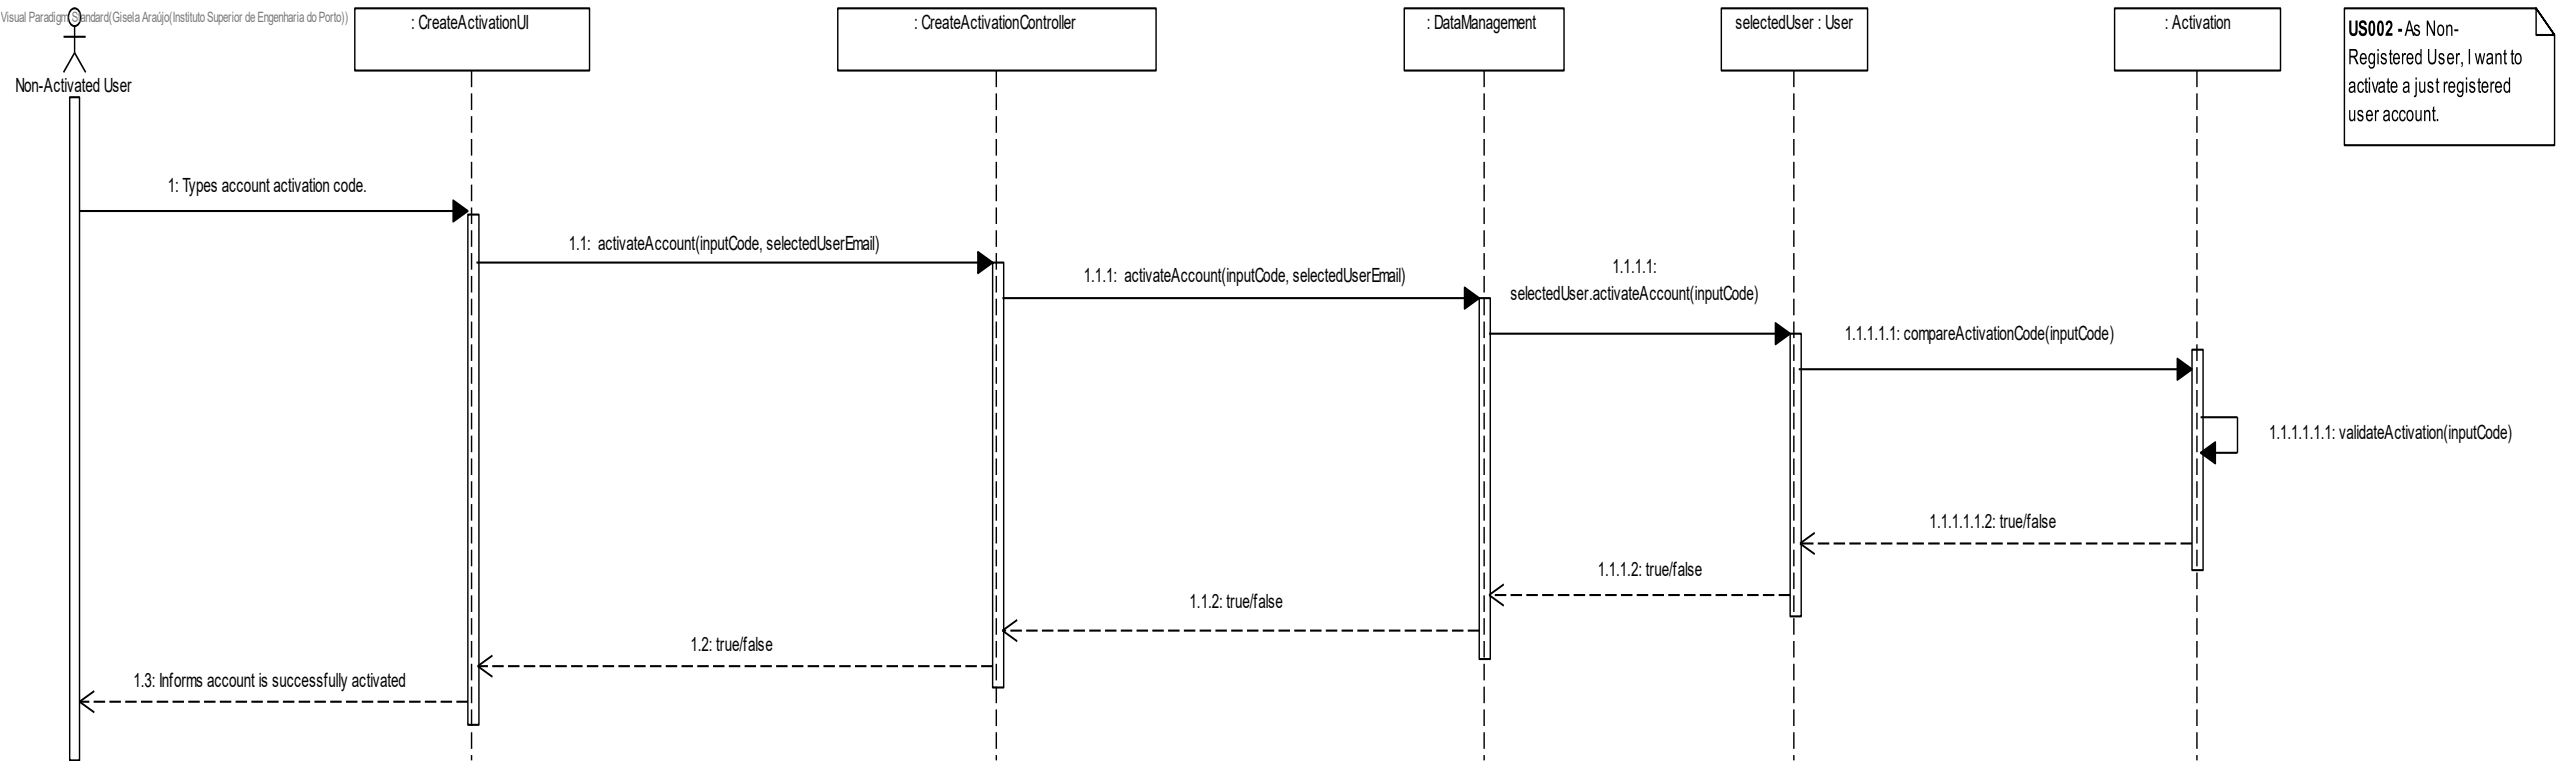 Visual Paradigm Standard(Gisela Araújo(Instituto Superior de Engenharia do Porto))
: CreateActivationUI
: CreateActivationController
: DataManagement
selectedUser : User
: Activation
US002 - As Non-
Registered User, I want to
activate a just registered
user account.
Non-Activated User
1: Types account activation code.
1.1: activateAccount(inputCode, selectedUserEmail)
1.1.1: activateAccount(inputCode, selectedUserEmail)
1.1.1.1:
selectedUser.activateAccount(inputCode)
1.1.1.1.1: compareActivationCode(inputCode)
1.1.1.1.1.1: validateActivation(inputCode)
1.1.1.1.1.2: true/false
1.1.1.2: true/false
1.1.2: true/false
1.2: true/false
1.3: Informs account is successfully activated